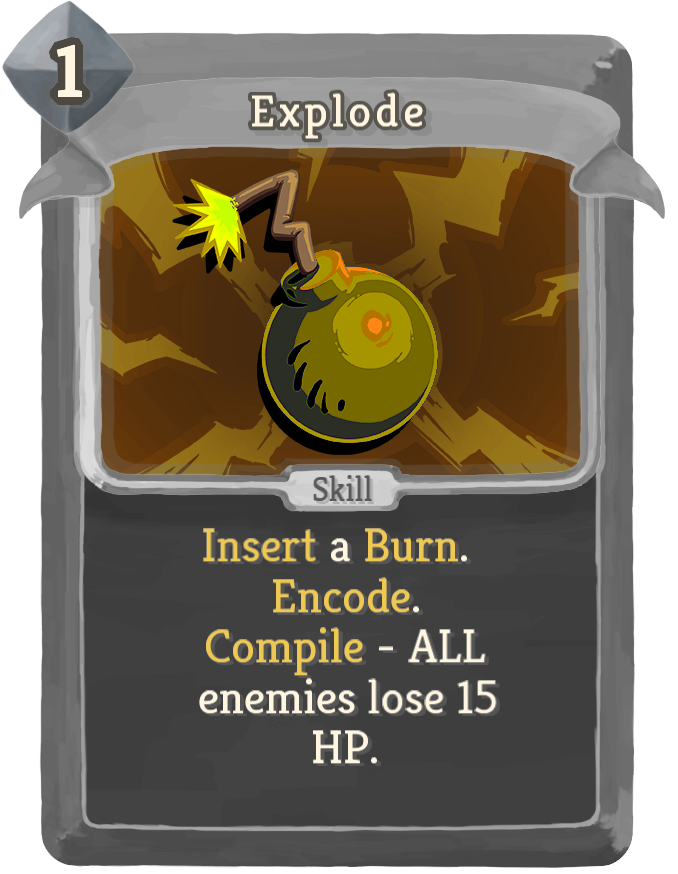 1
Explode
Skill
Insert a Burn.
Encode.
Compile - ALL
enemies lose 15
HP.